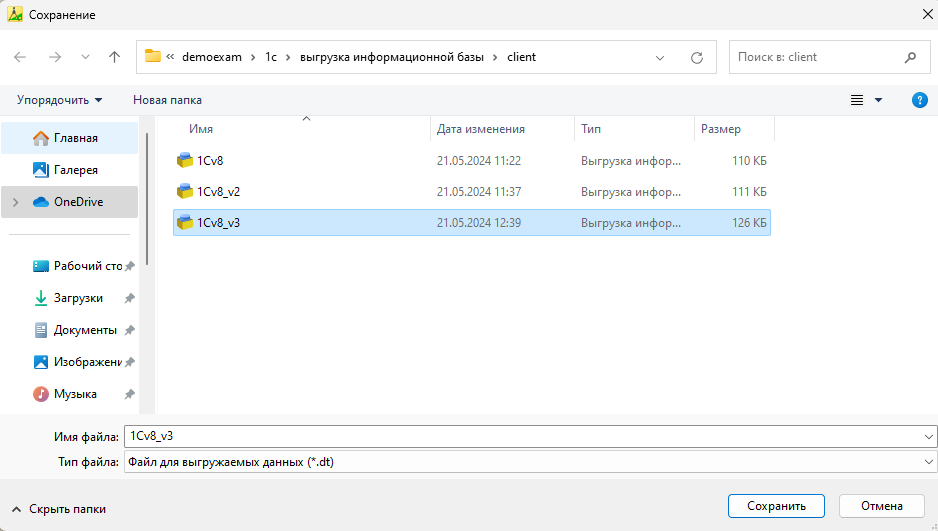 Сохранение
« demoexam › 1c › выгрузка информационной базы › client
Поиск в: client
Упорядочить
Новая папка
Имя Дата изменения Тип Размер
1Cv8 21.05.2024 11:22 Выгрузка инфор... 110 КБ
1Cv8_v2 21.05.2024 11:37 Выгрузка инфор... 111 КБ
1Cv8_v3 21.05.2024 12:39 Выгрузка инфор... 126 КБ
Главная
Галерея
OneDrive
Рабочий сто
Загрузки
Документы
Изображени
Музыка
Имя файла: 1Cv8_v3
Тип файла: Файл для выгружаемых данных (*.dt)
Скрыть папки
Сохранить
Отмена